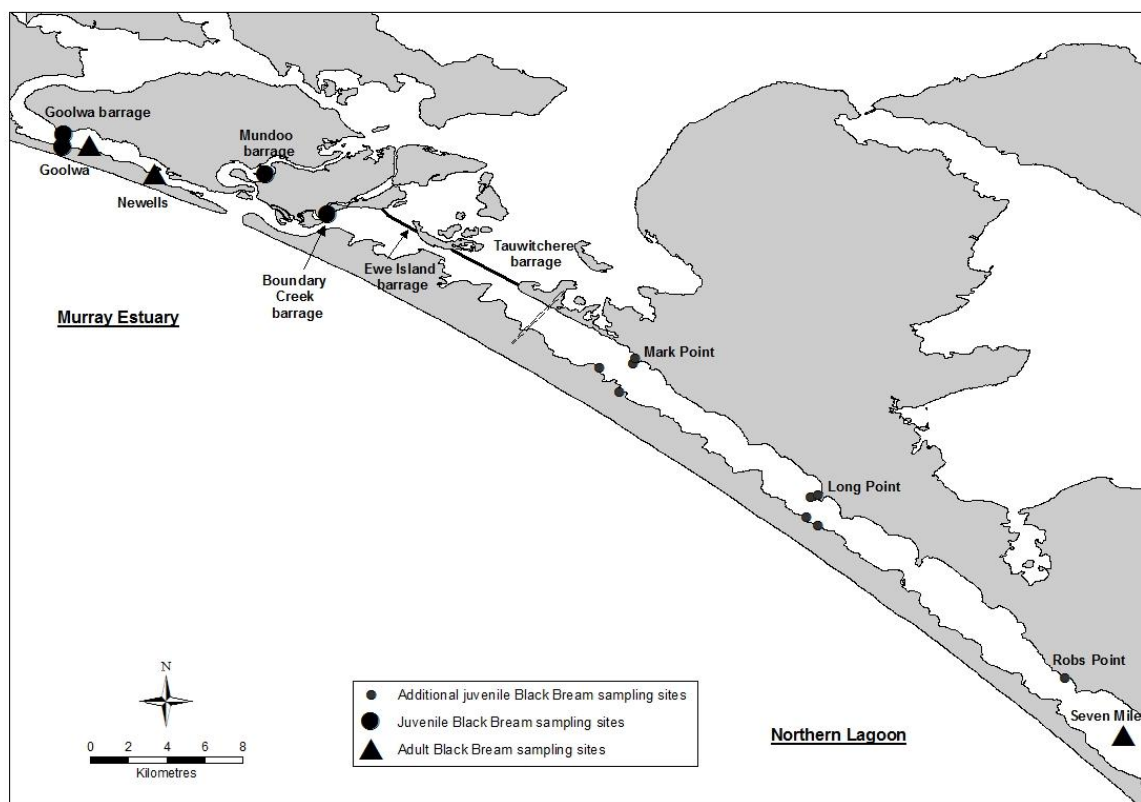 Goolwa barrage
Mundoo
barrage
Goolwa
Newells
Tauwitchere
barrage
Ewe Island
barrage
Boundary
Creek
barrage
Murray Estuary
Mark Point
Long Point
Robs Point
Seven Mile
Northern Lagoon
N
0 2 4 6 8
Kilometres
Additional juvenile Black Bream sampling sites
Juvenile Black Bream sampling sites
Adult Black Bream sampling sites